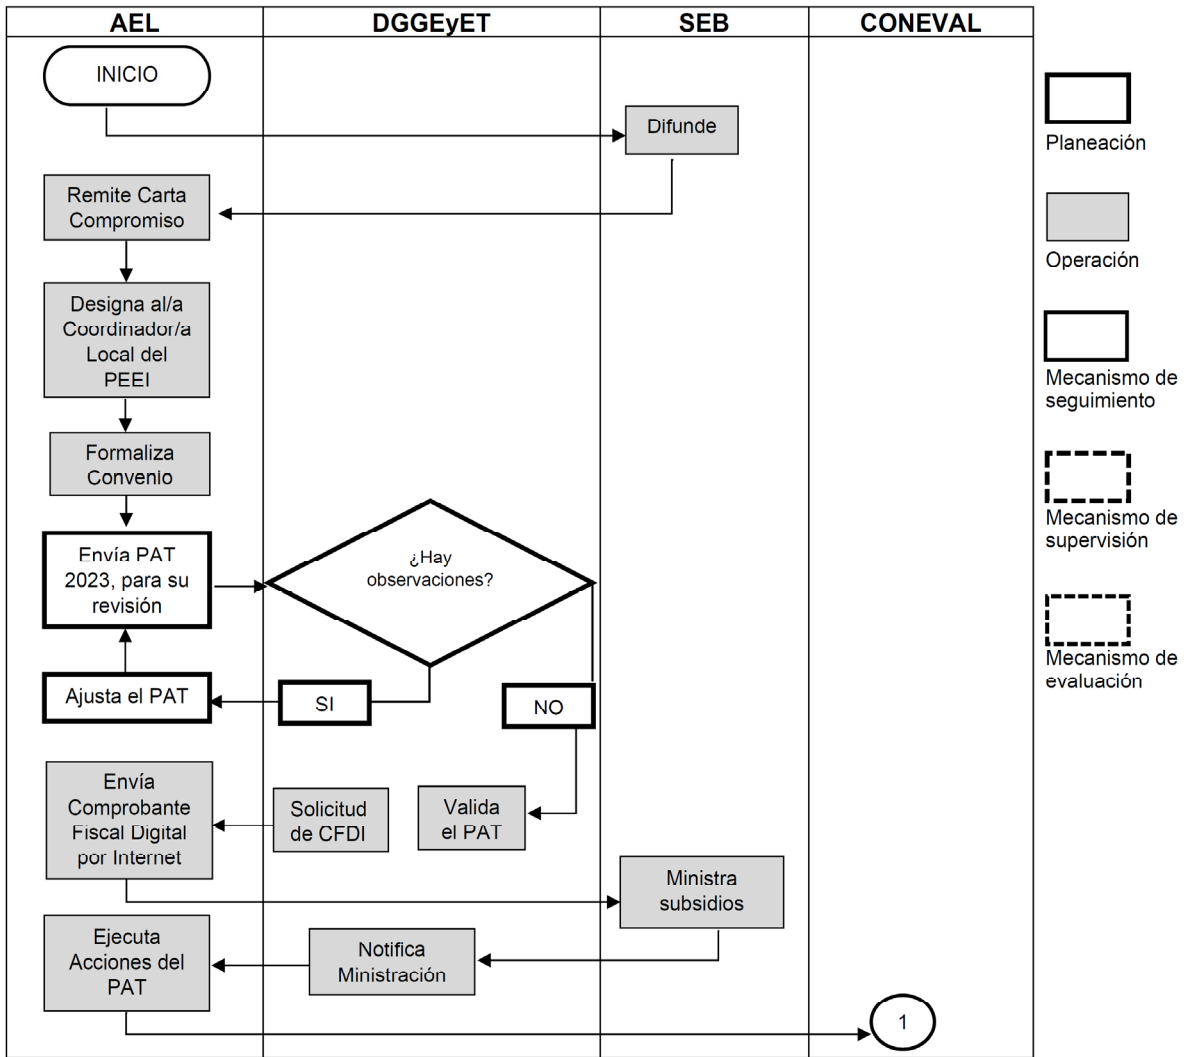 AEL DGGEyET SEB CONEVAL
INICIO
Difunde
Remite Carta
Compromiso
Designa al/a
Coordinador/a
Local del
PEEI
Formaliza
Convenio
Envía PAT
2023, para su
revisión
¿Hay
observaciones?
Ajusta el PAT
SI
NO
Envía
Comprobante
Fiscal Digital
por Internet
Solicitud
de CFDI
Valida
el PAT
Ministra
subsidios
Ejecuta
Acciones del
PAT
Notifica
Ministración
1
Planeación
Operación
Mecanismo de
seguimiento
Mecanismo de
supervisión
Mecanismo de
evaluación